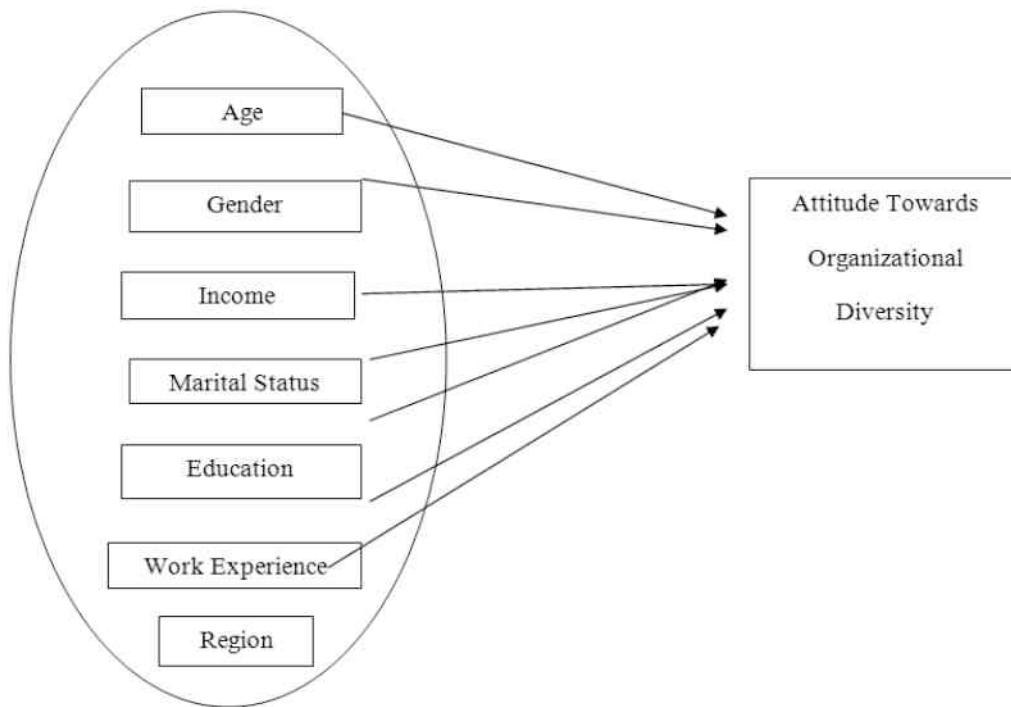 Age
Gender
Income
Marital Status
Education
Work Experience
Region
Attitude Towards
Organizational
Diversity